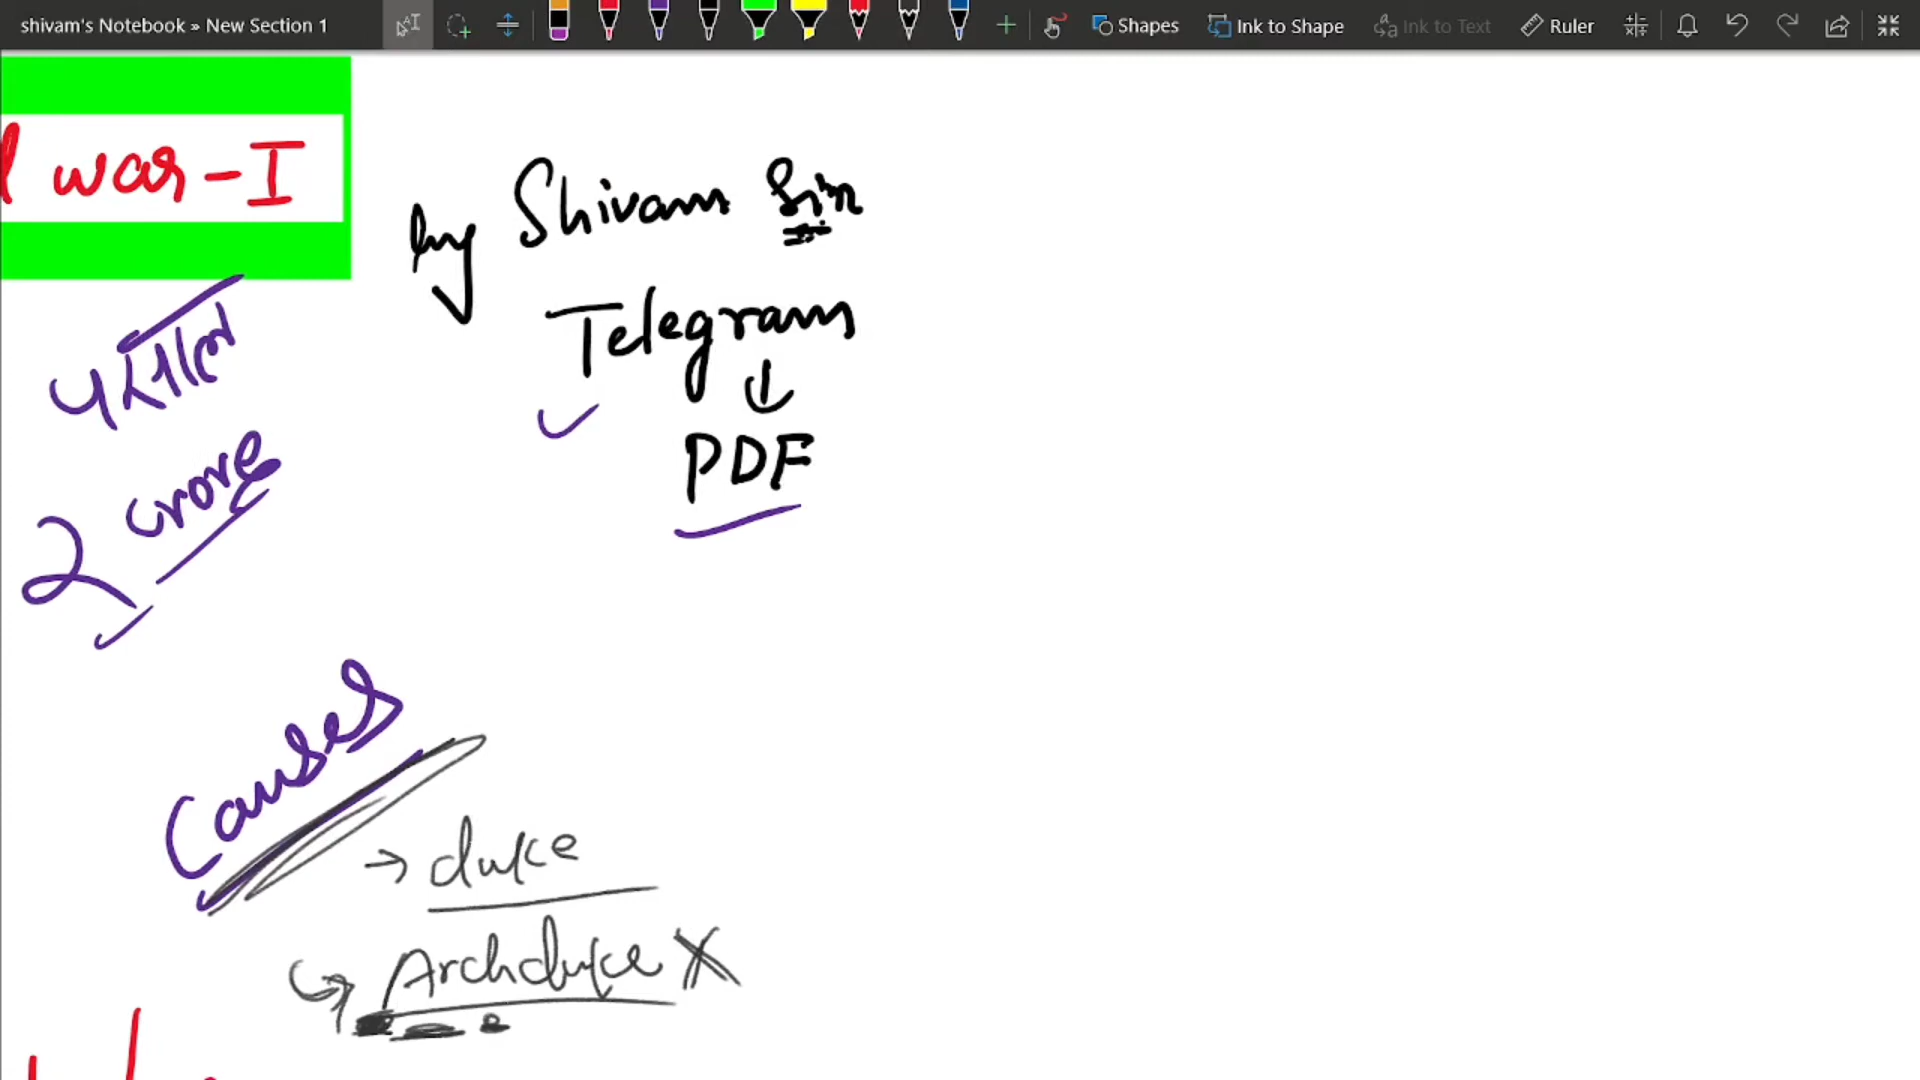 shivam's Notebook » New Section 1
Shapes Ink to Shape Ink to Text Ruler
war-I
by Shivam Sir
Telegram
↓
PDF
2 crore
Causes
→ duke
Archduke X